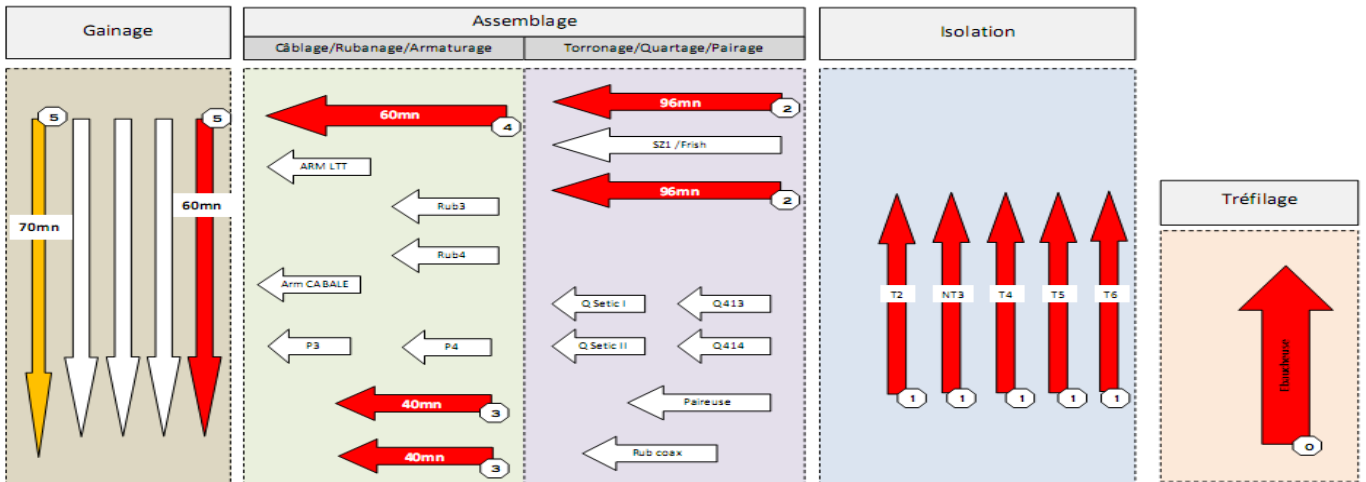 Gainage
Assemblage
Câblage/Rubanage/Armaturage
Torronage/Quartage/Pairage
Isolation
Tréfilage
5
5
70mn
60mn
60mn
4
ARM LTT
Rub3
Rub4
Arm CABALE
P3
P4
40mn
3
40mn
3
96mn
2
SZ1 /Frish
96mn
2
Q Setic I
Q413
Q Setic II
Q414
Paireuse
Rub coax
T2
NT3
T4
T5
T6
1
1
1
1
1
Ebaucheuse
0